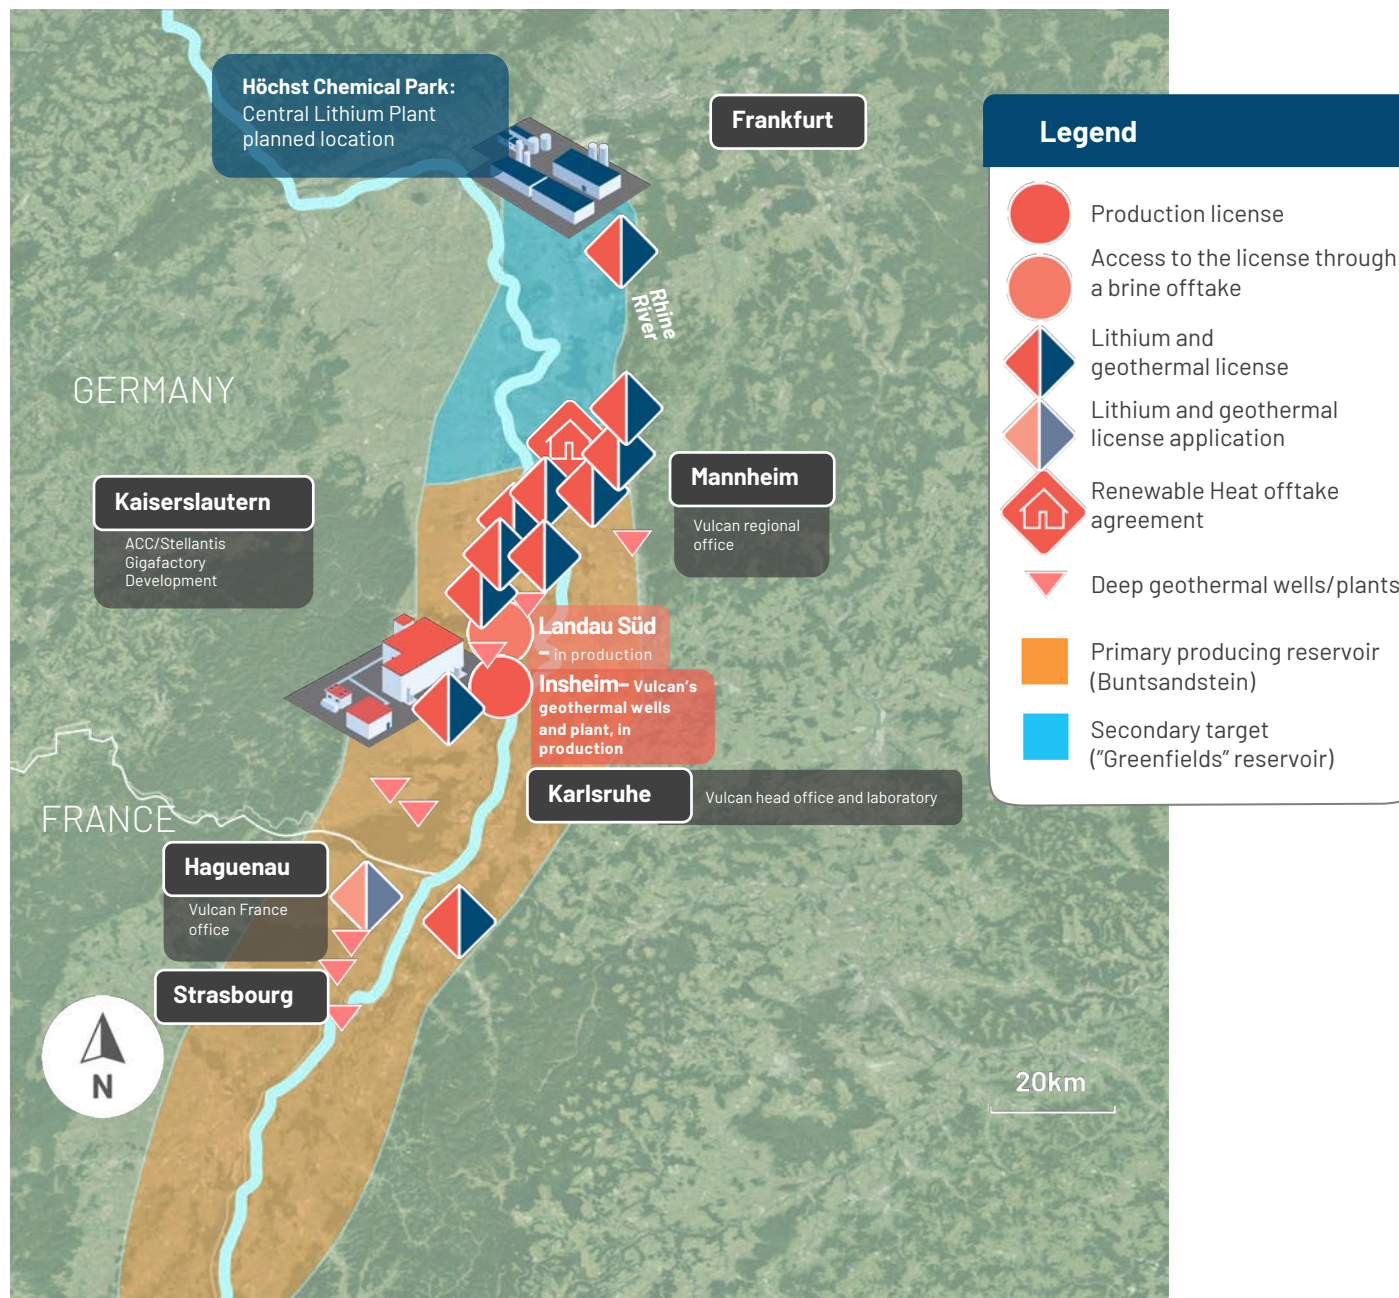 Höchst Chemical Park:
Central Lithium Plant
planned location
Frankfurt
Rhine
River
GERMANY
Kaiserslautern
ACC/Stellantis
Gigafactory
Development
Mannheim
Vulcan regional
office
Landau Süd
– in production
Insheim– Vulcan's
geothermal wells
and plant, in
production
Karlsruhe
Vulcan head office and laboratory
FRANCE
Haguenau
Vulcan France
office
Strasbourg
N
20km
Legend
Production license
Access to the license through
a brine offtake
Lithium and
geothermal license
Lithium and geothermal
license application
Renewable Heat offtake
agreement
Deep geothermal wells/plants
Primary producing reservoir
(Buntsandstein)
Secondary target
("Greenfields" reservoir)